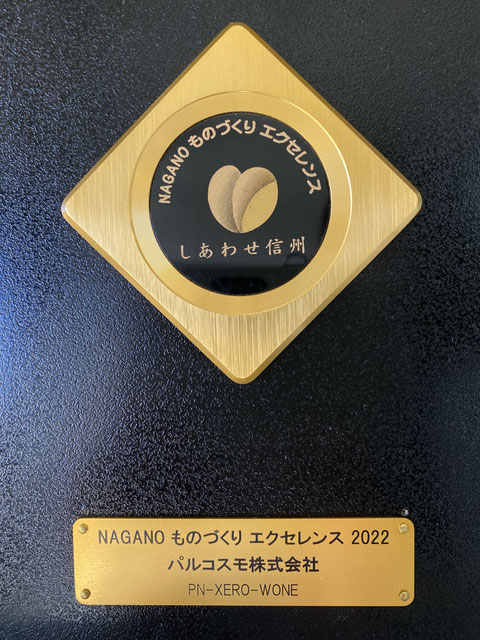 NAGANO ものづくり エクセレンス
しあわせ信州
NAGANO ものづくり エクセレンス 2022
パルコスモ株式会社
PN-XERO-WONE